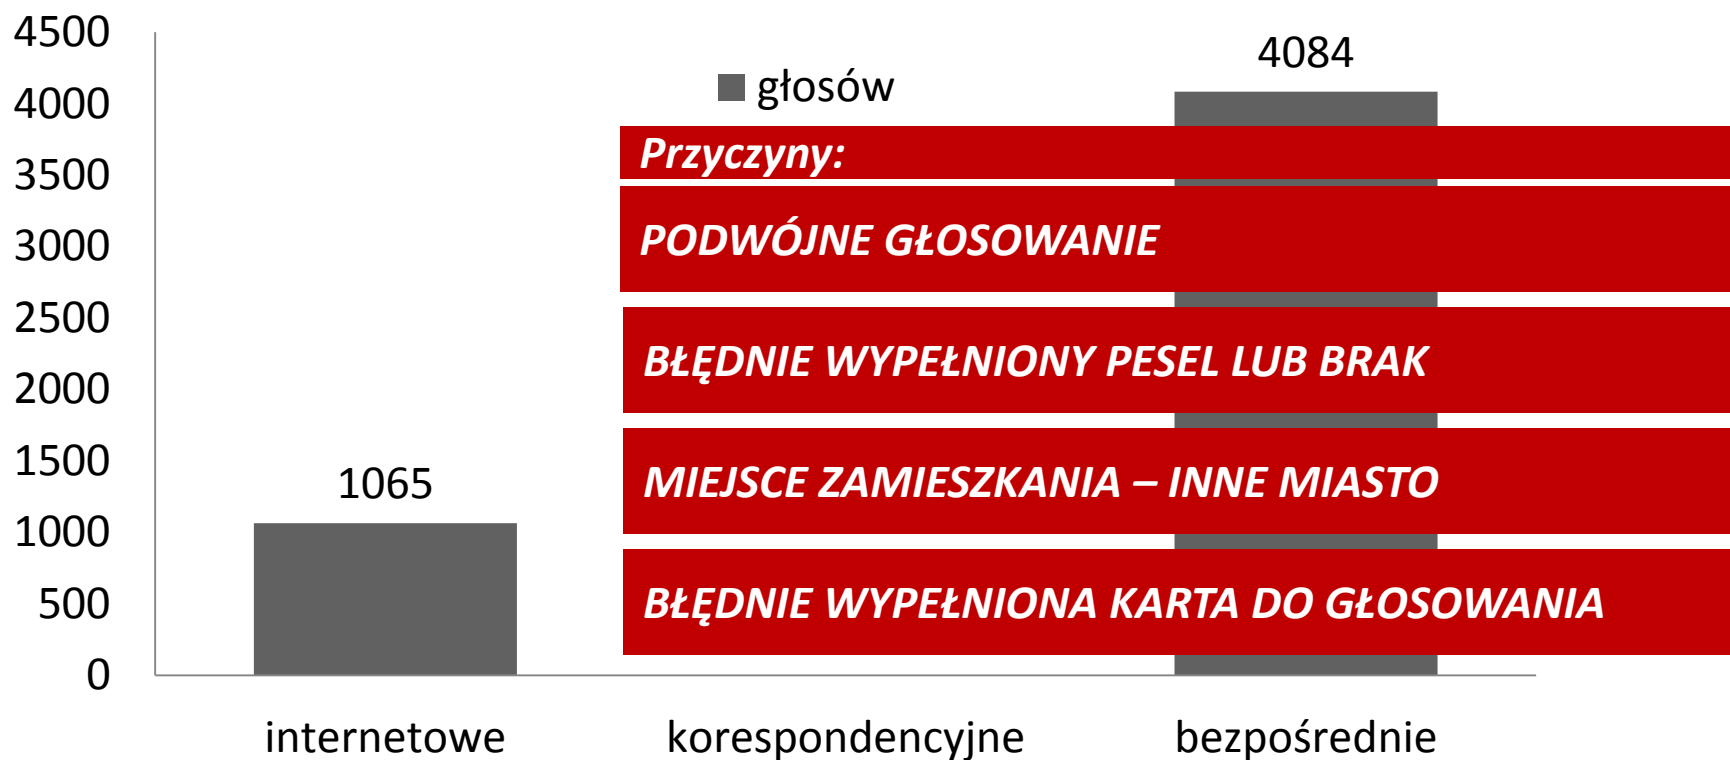 4500
4000
3500
3000
2500
2000
1500
1000
500
0
głosów
1065
4084
Przyczyny:
PODWÓJNE GŁOSOWANIE
BŁĘDNIE WYPEŁNIONY PESEL LUB BRAK
MIEJSCE ZAMIESZKANIA – INNE MIASTO
BŁĘDNIE WYPEŁNIONA KARTA DO GŁOSOWANIA
internetowe
korespondencyjne
bezpośrednie